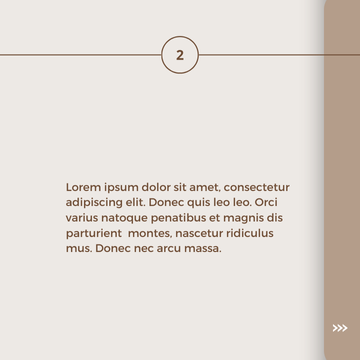 2
Lorem ipsum dolor sit amet, consectetur
adipiscing elit. Donec quis leo leo. Orci
varius natoque penatibus et magnis dis
parturient  montes, nascetur ridiculus
mus. Donec nec arcu massa.